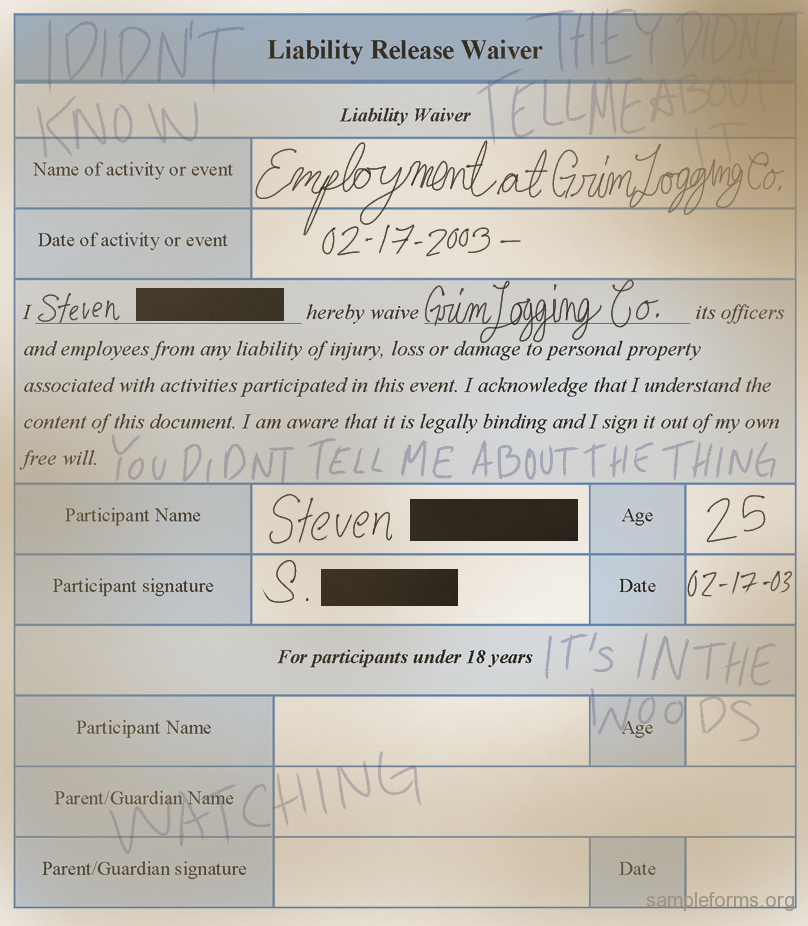 I DIDN'T
KNOW
THEY DIDN'T
TELL ME ABOUT
IT
Liability Release Waiver
Liability Waiver
Name of activity or event Employment at Grim Logging Co.
Date of activity or event 02-17-2003 –
I Steven hereby waive Grim Logging Co. its officers
and employees from any liability of injury, loss or damage to personal property
associated with activities participated in this event. I acknowledge that I understand the
content of this document. I am aware that it is legally binding and I sign it out of my own
free will. YOU DIDNT TELL ME ABOUT THE THING
Participant Name Steven Age 25
Participant signature S. Date 02-17-03
For participants under 18 years IT'S IN THE
WOODS
Participant Name Age
WATCHING
Parent/Guardian Name
Parent/Guardian signature Date
sampleforms.org